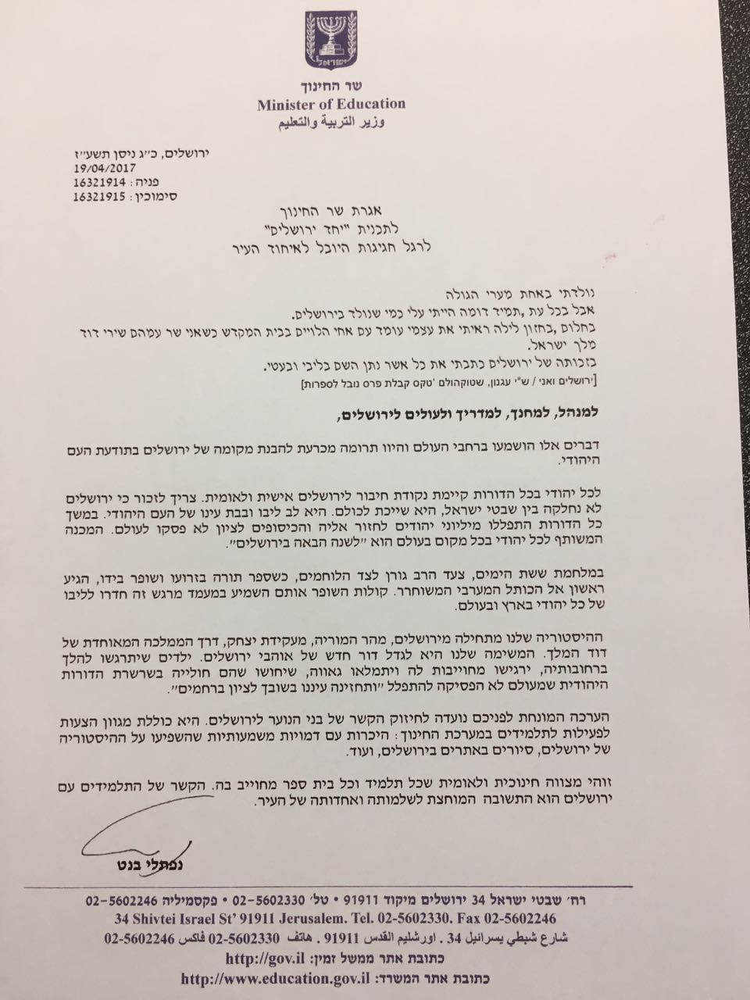 ישראל
שר החינוך
Minister of Education
وزير التربية والتعليم
ירושלים, כ״ג ניסן תשע״ז
19/04/2017
פניה : 16321914
סימוכין : 16321915
אגרת שר החינוך
לתכנית "יחד ירושלים"
לרגל חגיגות היובל לאיחוד העיר
נולדתי באחת מערי הגולה
אבל בכל עת ,תמיד דומה הייתי עלי כמי שנולד בירושלים.
בחלום ,בחזון לילה ראיתי את עצמי עומד עם אחי הלויים בבית המקדש כשאני שר עמהם שירי דוד
מלך ישראל.
בזכותה של ירושלים כתבתי את כל אשר נתן השם בליבי ובעטי.
[ירושלים ואני / ש"י עגנון, שטוקהולם 'טקס קבלת פרס נובל לספרות]
למנהל, למחנך, למדריך ולעולים לירושלים,
דברים אלו הושמעו ברחבי העולם והיוו תרומה מכרעת להבנת מקומה של ירושלים בתודעת העם
היהודי.
לכל יהודי בכל הדורות קיימת נקודת חיבור לירושלים אישית ולאומית. צריך לזכור כי ירושלים
לא נחלקה בין שבטי ישראל, היא שייכת לכולם. היא לב ליבו ובבת עינו של העם היהודי. במשך
כל הדורות התפללו מיליוני יהודים לחזור אליה והכיסופים לציון לא פסקו לעולם. המכנה
המשותף לכל יהודי בכל מקום בעולם הוא "לשנה הבאה בירושלים".
במלחמת ששת הימים, צעד הרב גורן לצד הלוחמים, כשספר תורה בזרועו ושופר בידו, הגיע
ראשון אל הכותל המערבי המשוחרר. קולות השופר אותם השמיע במעמד מרגש זה חדרו לליבו
של כל יהודי בארץ ובעולם.
ההיסטוריה שלנו מתחילה מירושלים, מהר המוריה, מעקידת יצחק, דרך הממלכה המאוחדת של
דוד המלך. המשימה שלנו היא לגדל דור חדש של אוהבי ירושלים. ילדים שיתרגשו להלך
ברחובותיה, ירגישו מחוייבות לה ויתמלאו גאווה, שיחושו שהם חולייה בשרשרת הדורות
היהודית שמעולם לא הפסיקה להתפלל "ותחזינה עיננו בשובך לציון ברחמים".
הערכה המונחת לפניכם נועדה לחיזוק הקשר של בני הנוער לירושלים. היא כוללת מגוון הצעות
לפעילות לתלמידים במערכת החינוך: היכרות עם דמויות משמעותיות שהשפיעו על ההיסטוריה
של ירושלים, סיורים באתרים בירושלים, ועוד.
זוהי מצווה חינוכית ולאומית שכל תלמיד וכל בית ספר מחוייב בה. הקשר של התלמידים עם
ירושלים הוא התשובה המוחצת לשלמותה ואחדותה של העיר.
נפתלי בנט
רח׳ שבטי ישראל 34 ירושלים מיקוד 91911 • טל׳ 02-5602330 • פקסמיליה 02-5602246
34 Shivtei Israel St' 91911 Jerusalem. Tel. 02-5602330. Fax 02-5602246
شارع شبطي يسرائيل 34 . اورشليم القدس 91911 . هاتف 02-5602330 فاكس 02-5602246
כתובת אתר ממשל זמין: http://gov.il
כתובת אתר המשרד: http://www.education.gov.il